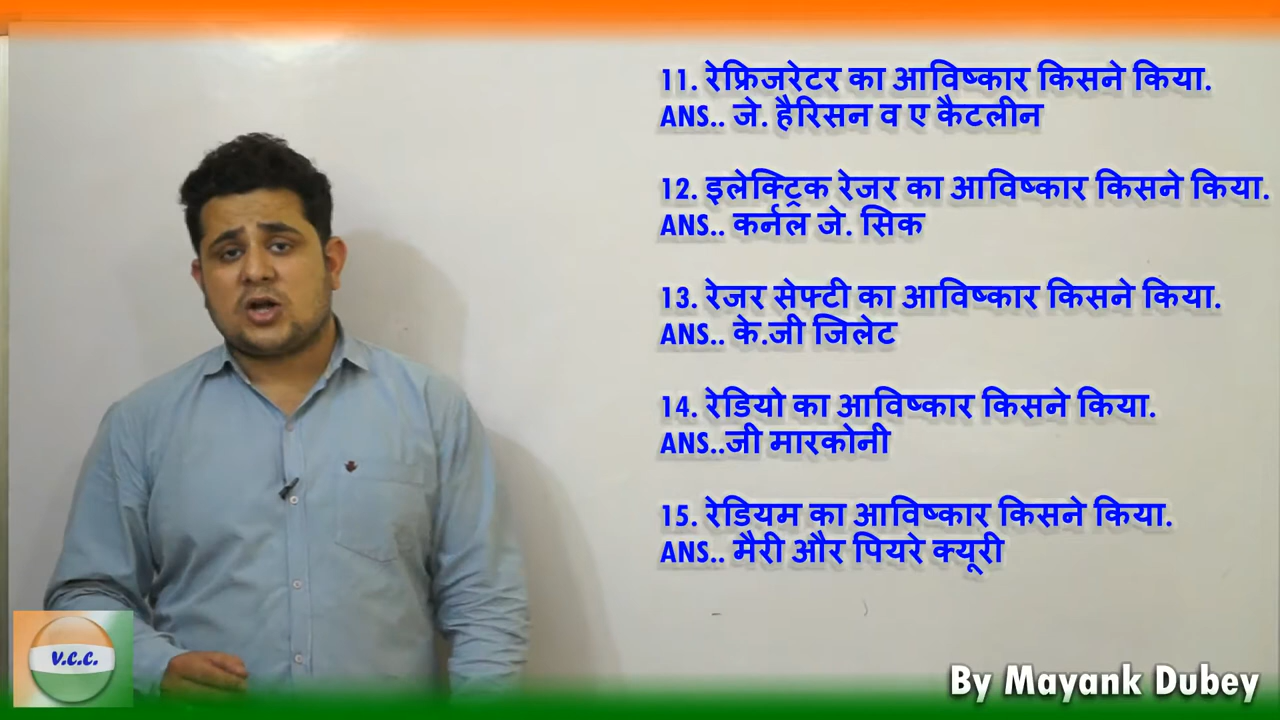 11. रेफ्रिजरेटर का आविष्कार किसने किया.
ANS.. जे. हैरिसन व ए कैटलीन
12. इलेक्ट्रिक रेजर का आविष्कार किसने किया.
ANS.. कर्नल जे. सिक
13. रेजर सेफ्टी का आविष्कार किसने किया.
ANS.. के.जी जिलेट
14. रेडियो का आविष्कार किसने किया.
ANS..जी मारकोनी
15. रेडियम का आविष्कार किसने किया.
ANS.. मैरी और पियरे क्यूरी
V.C.C.
By Mayank Dubey